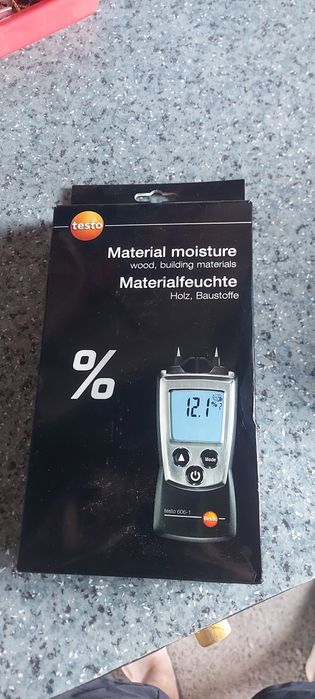 testo
Material moisture
wood, building materials
Materialfeuchte
Holz, Baustoffe
%
12.1
%
Mode
testo 606-1
testo